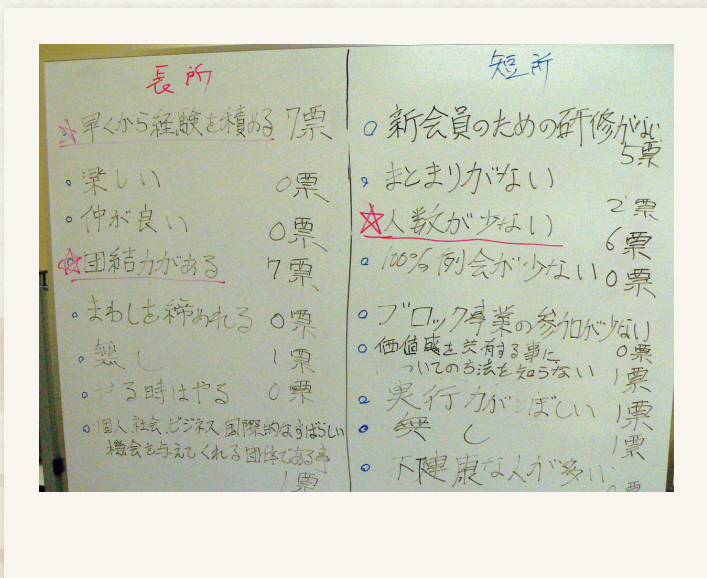 長所
☆早くから経験を積める 7票
・楽しい 0票
・仲が良い 0票
☆団結力がある 7票
・まわしを締めれる 0票
・無し 1票
・やる時はやる 0票
・個人、社会、ビジネス、国際的なすばらしい
機会を与えてくれる団体である事
1票
短所
・新会員のための研修がない
5票
・まとまりがない
2票
☆人数が少ない
6票
・100%例会が少ない 0票
・ブロック事業の参加が少ない
0票
・価値感を共有する事に
ついての方法を知らない
1票
・実行力がとぼしい 1票
・無し 1票
・不健康な人が多い
0票